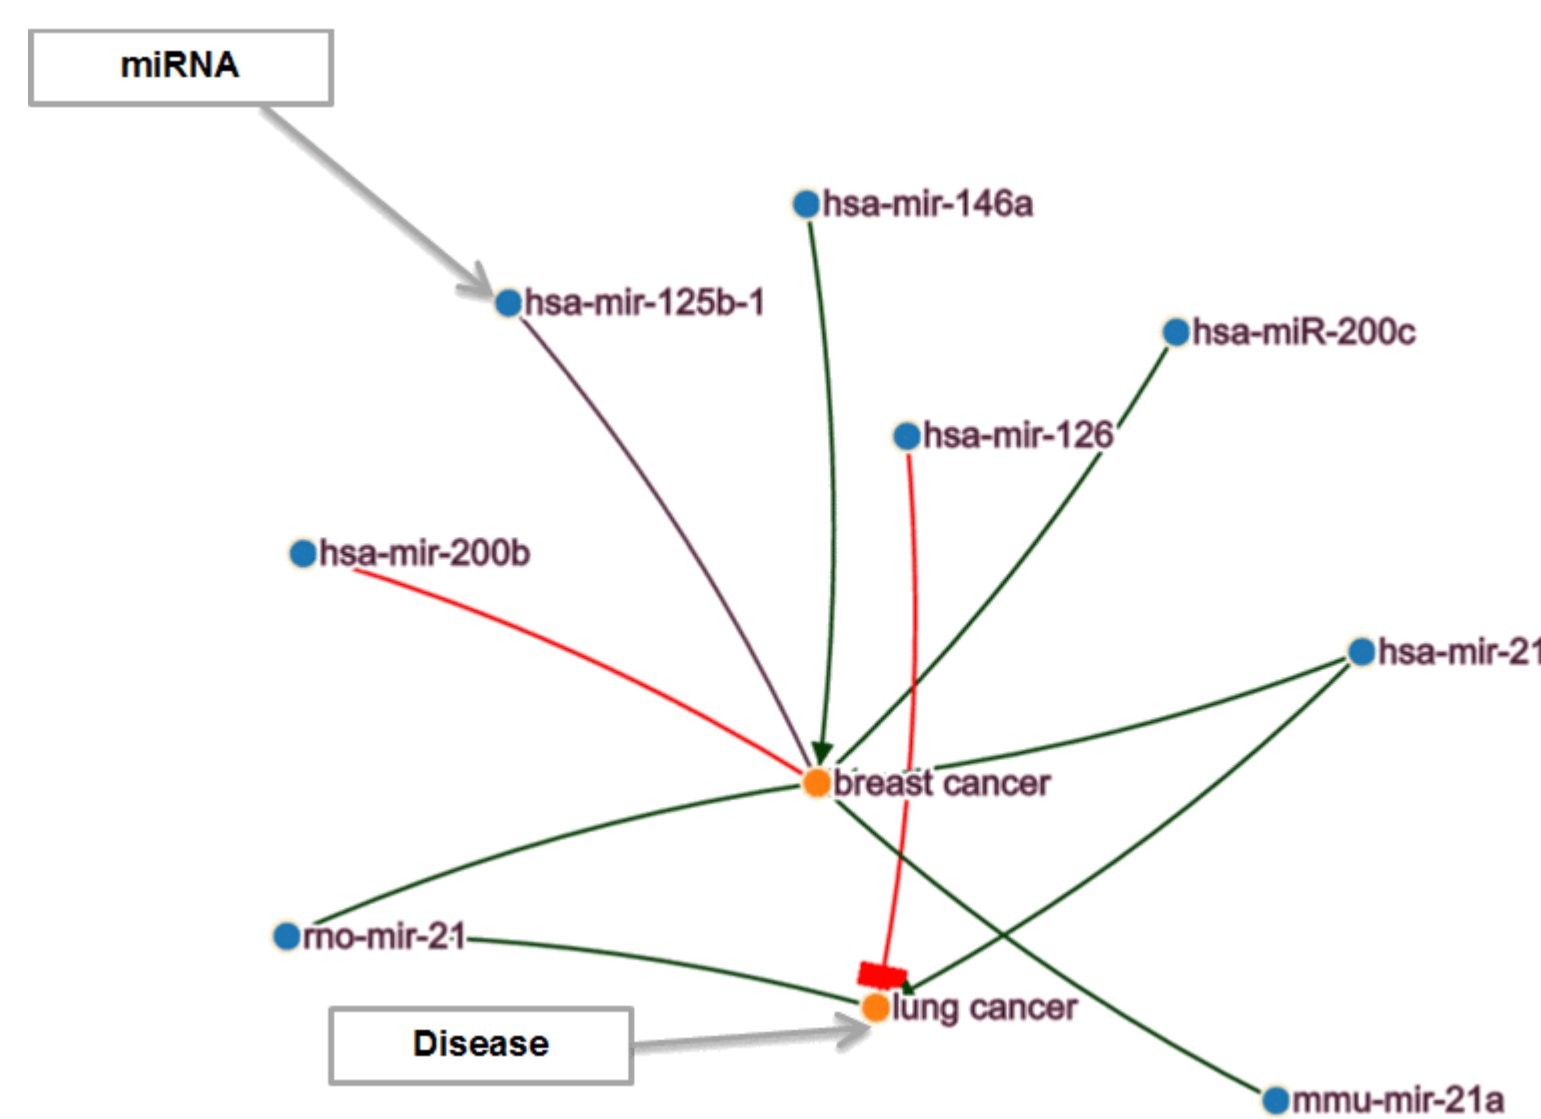 miRNA
hsa-mir-146a
hsa-mir-125b-1
hsa-miR-200c
hsa-mir-126
hsa-mir-200b
hsa-mir-21
breast cancer
rno-mir-21
lung cancer
Disease
mmu-mir-21a